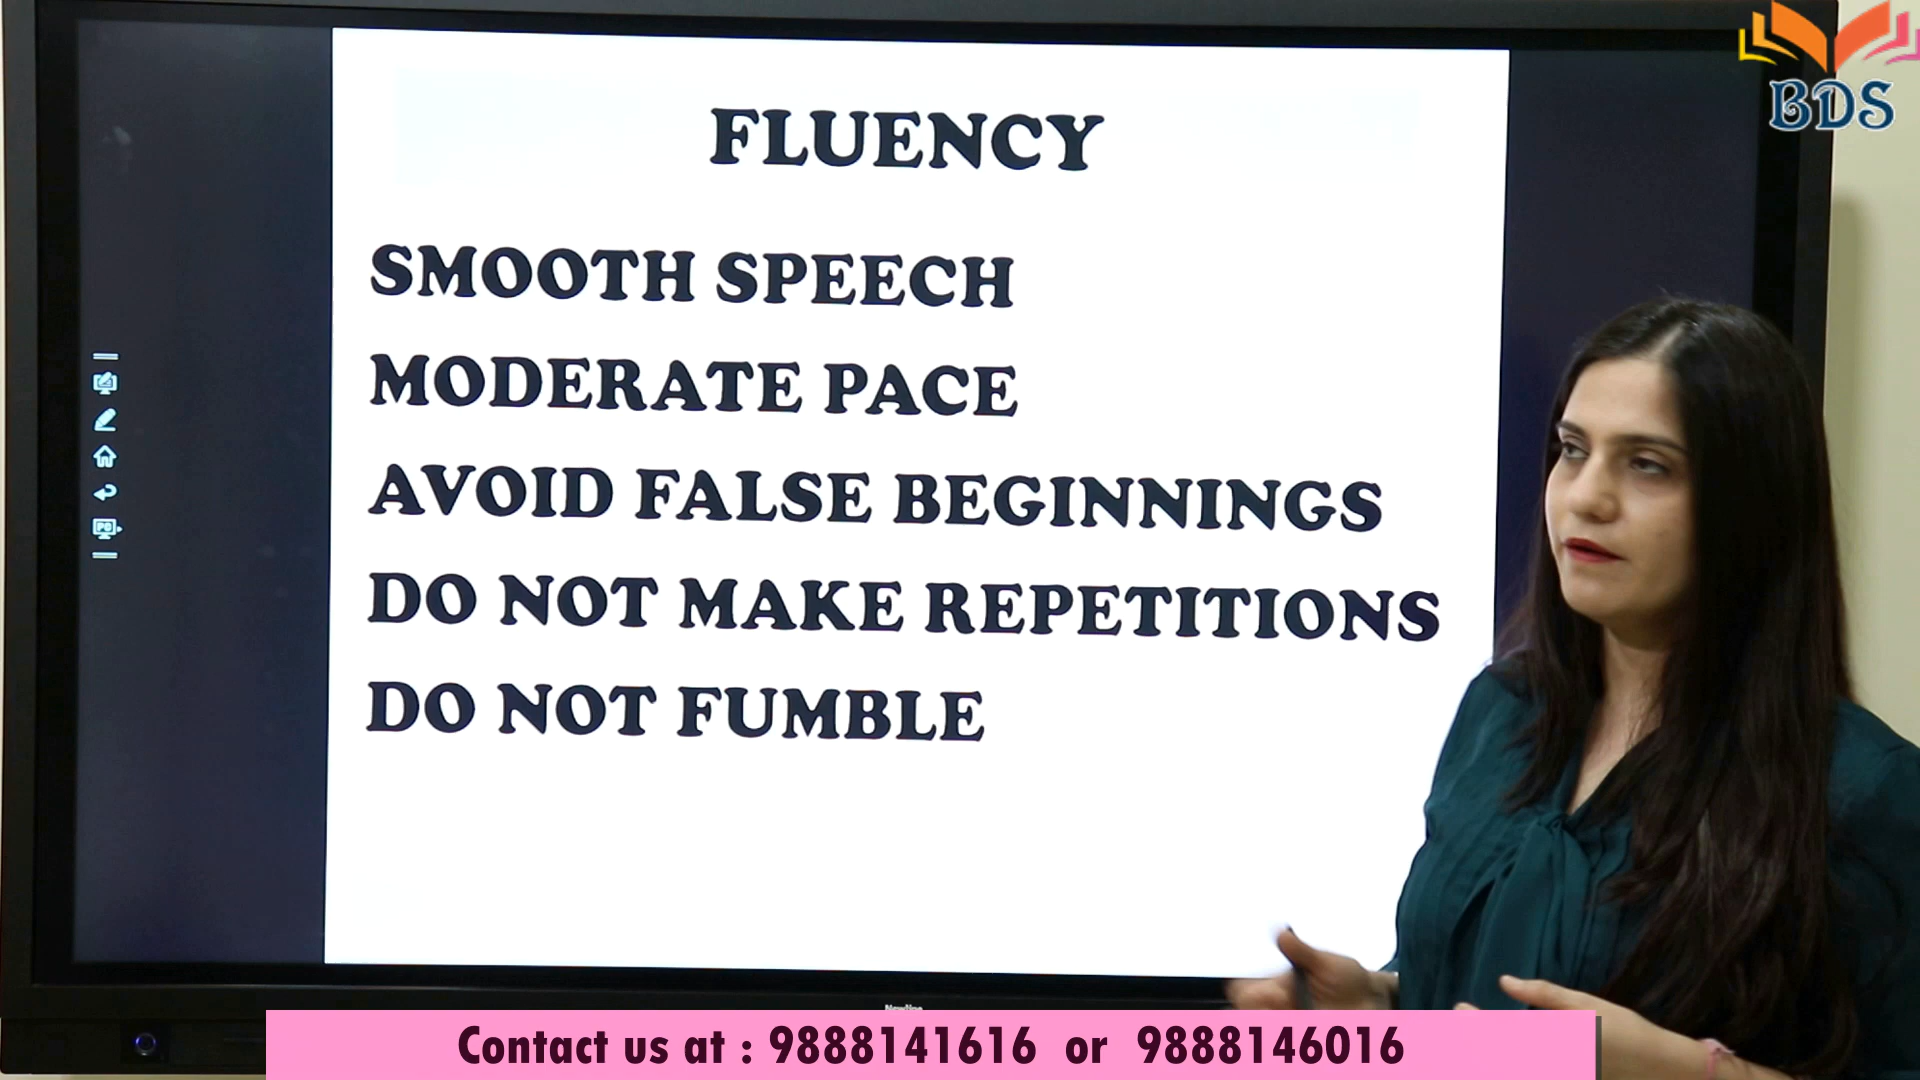 BDS
FLUENCY
SMOOTH SPEECH
MODERATE PACE
AVOID FALSE BEGINNINGS
DO NOT MAKE REPETITIONS
DO NOT FUMBLE
Contact us at : 9888141616 or 9888146016